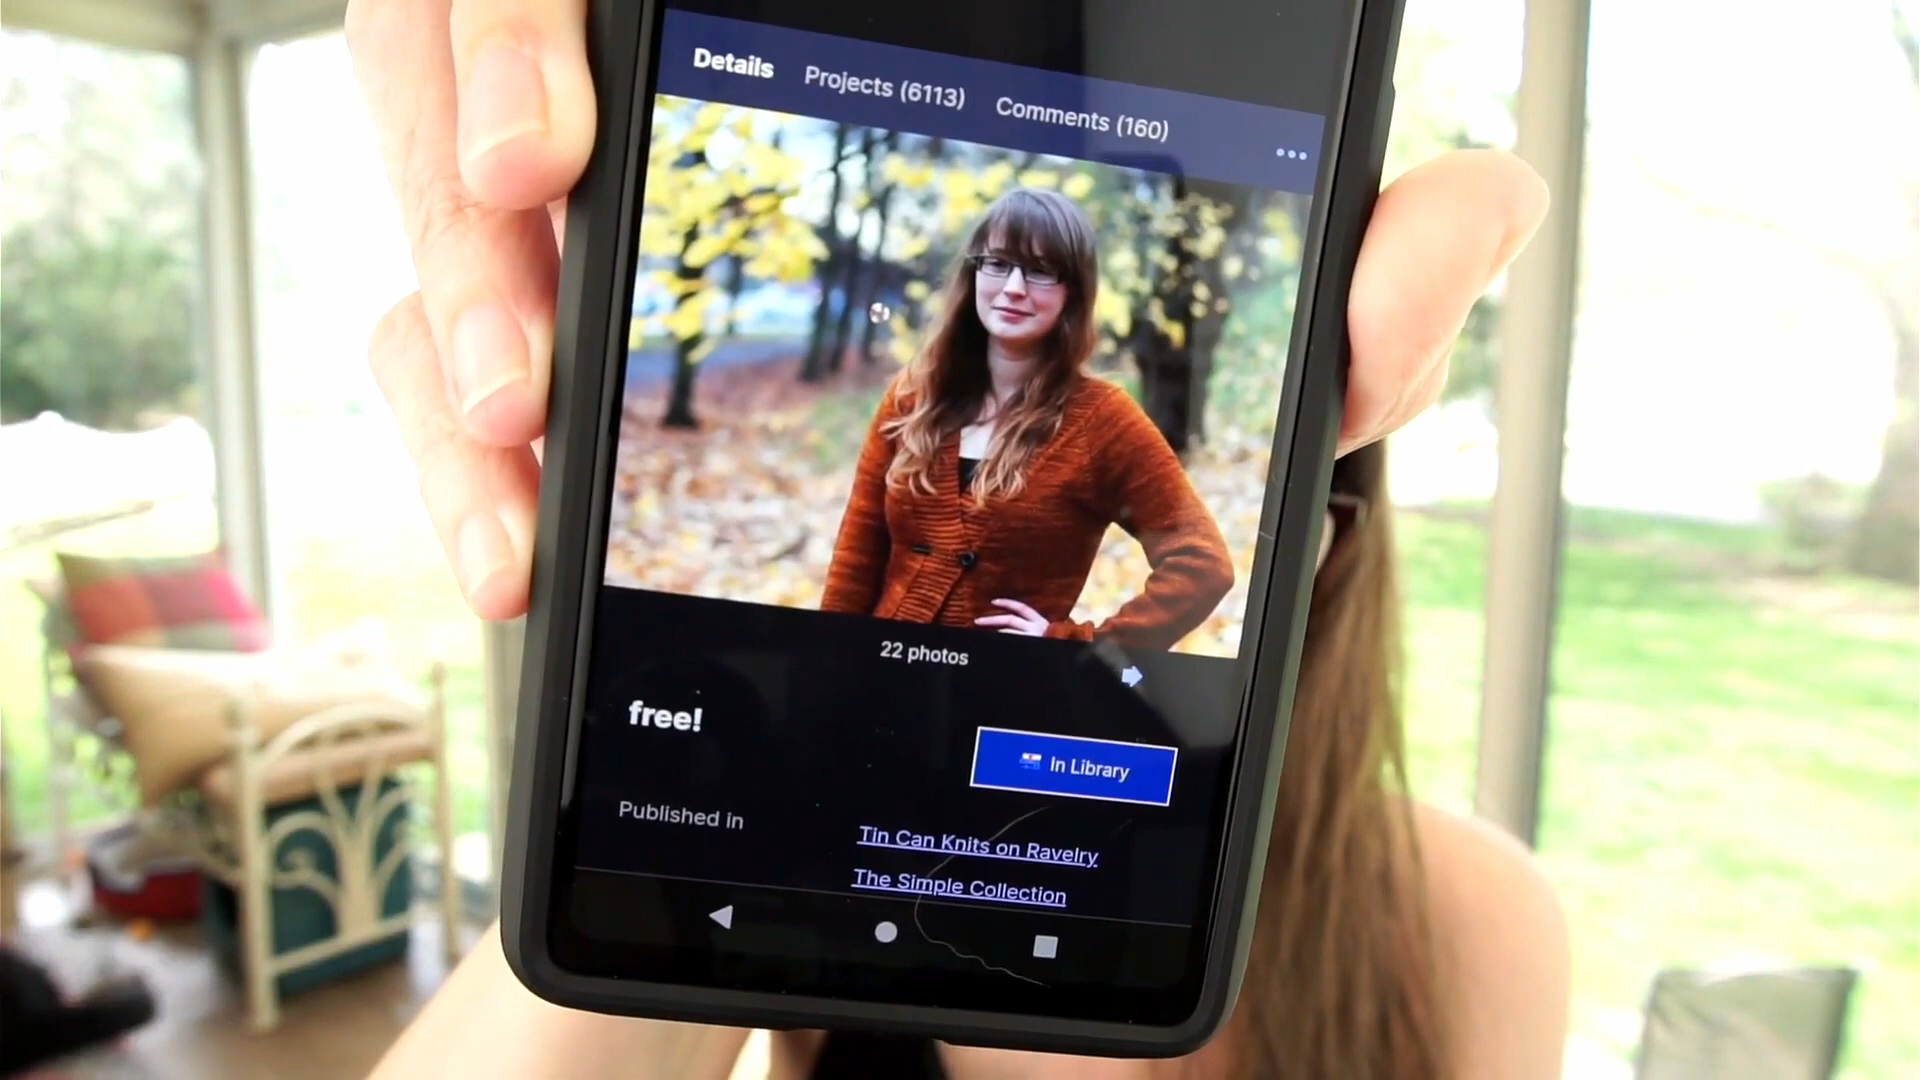 Details Projects (6113) Comments (160)
22 photos
free!
In Library
Published in
Tin Can Knits on Ravelry
The Simple Collection